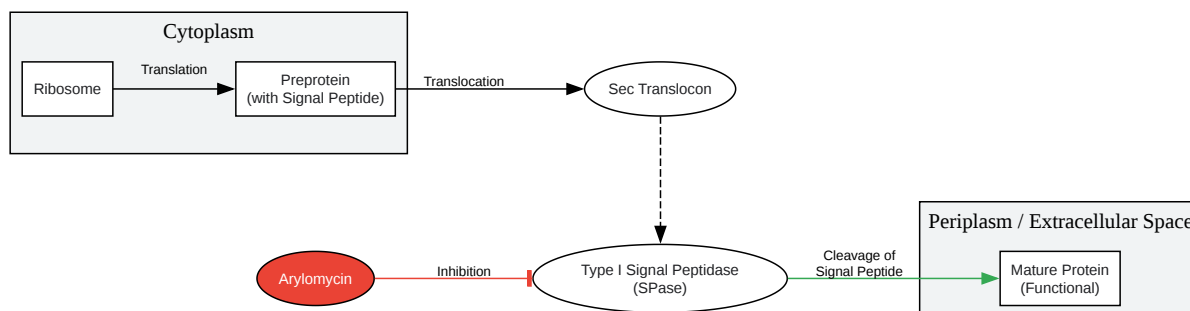 Cytoplasm
Ribosome
Translation
Preprotein
(with Signal Peptide)
Translocation
Sec Translocon
Arylomycin
Inhibition
Type I Signal Peptidase
(SPase)
Cleavage of
Signal Peptide
Periplasm / Extracellular Space
Mature Protein
(Functional)